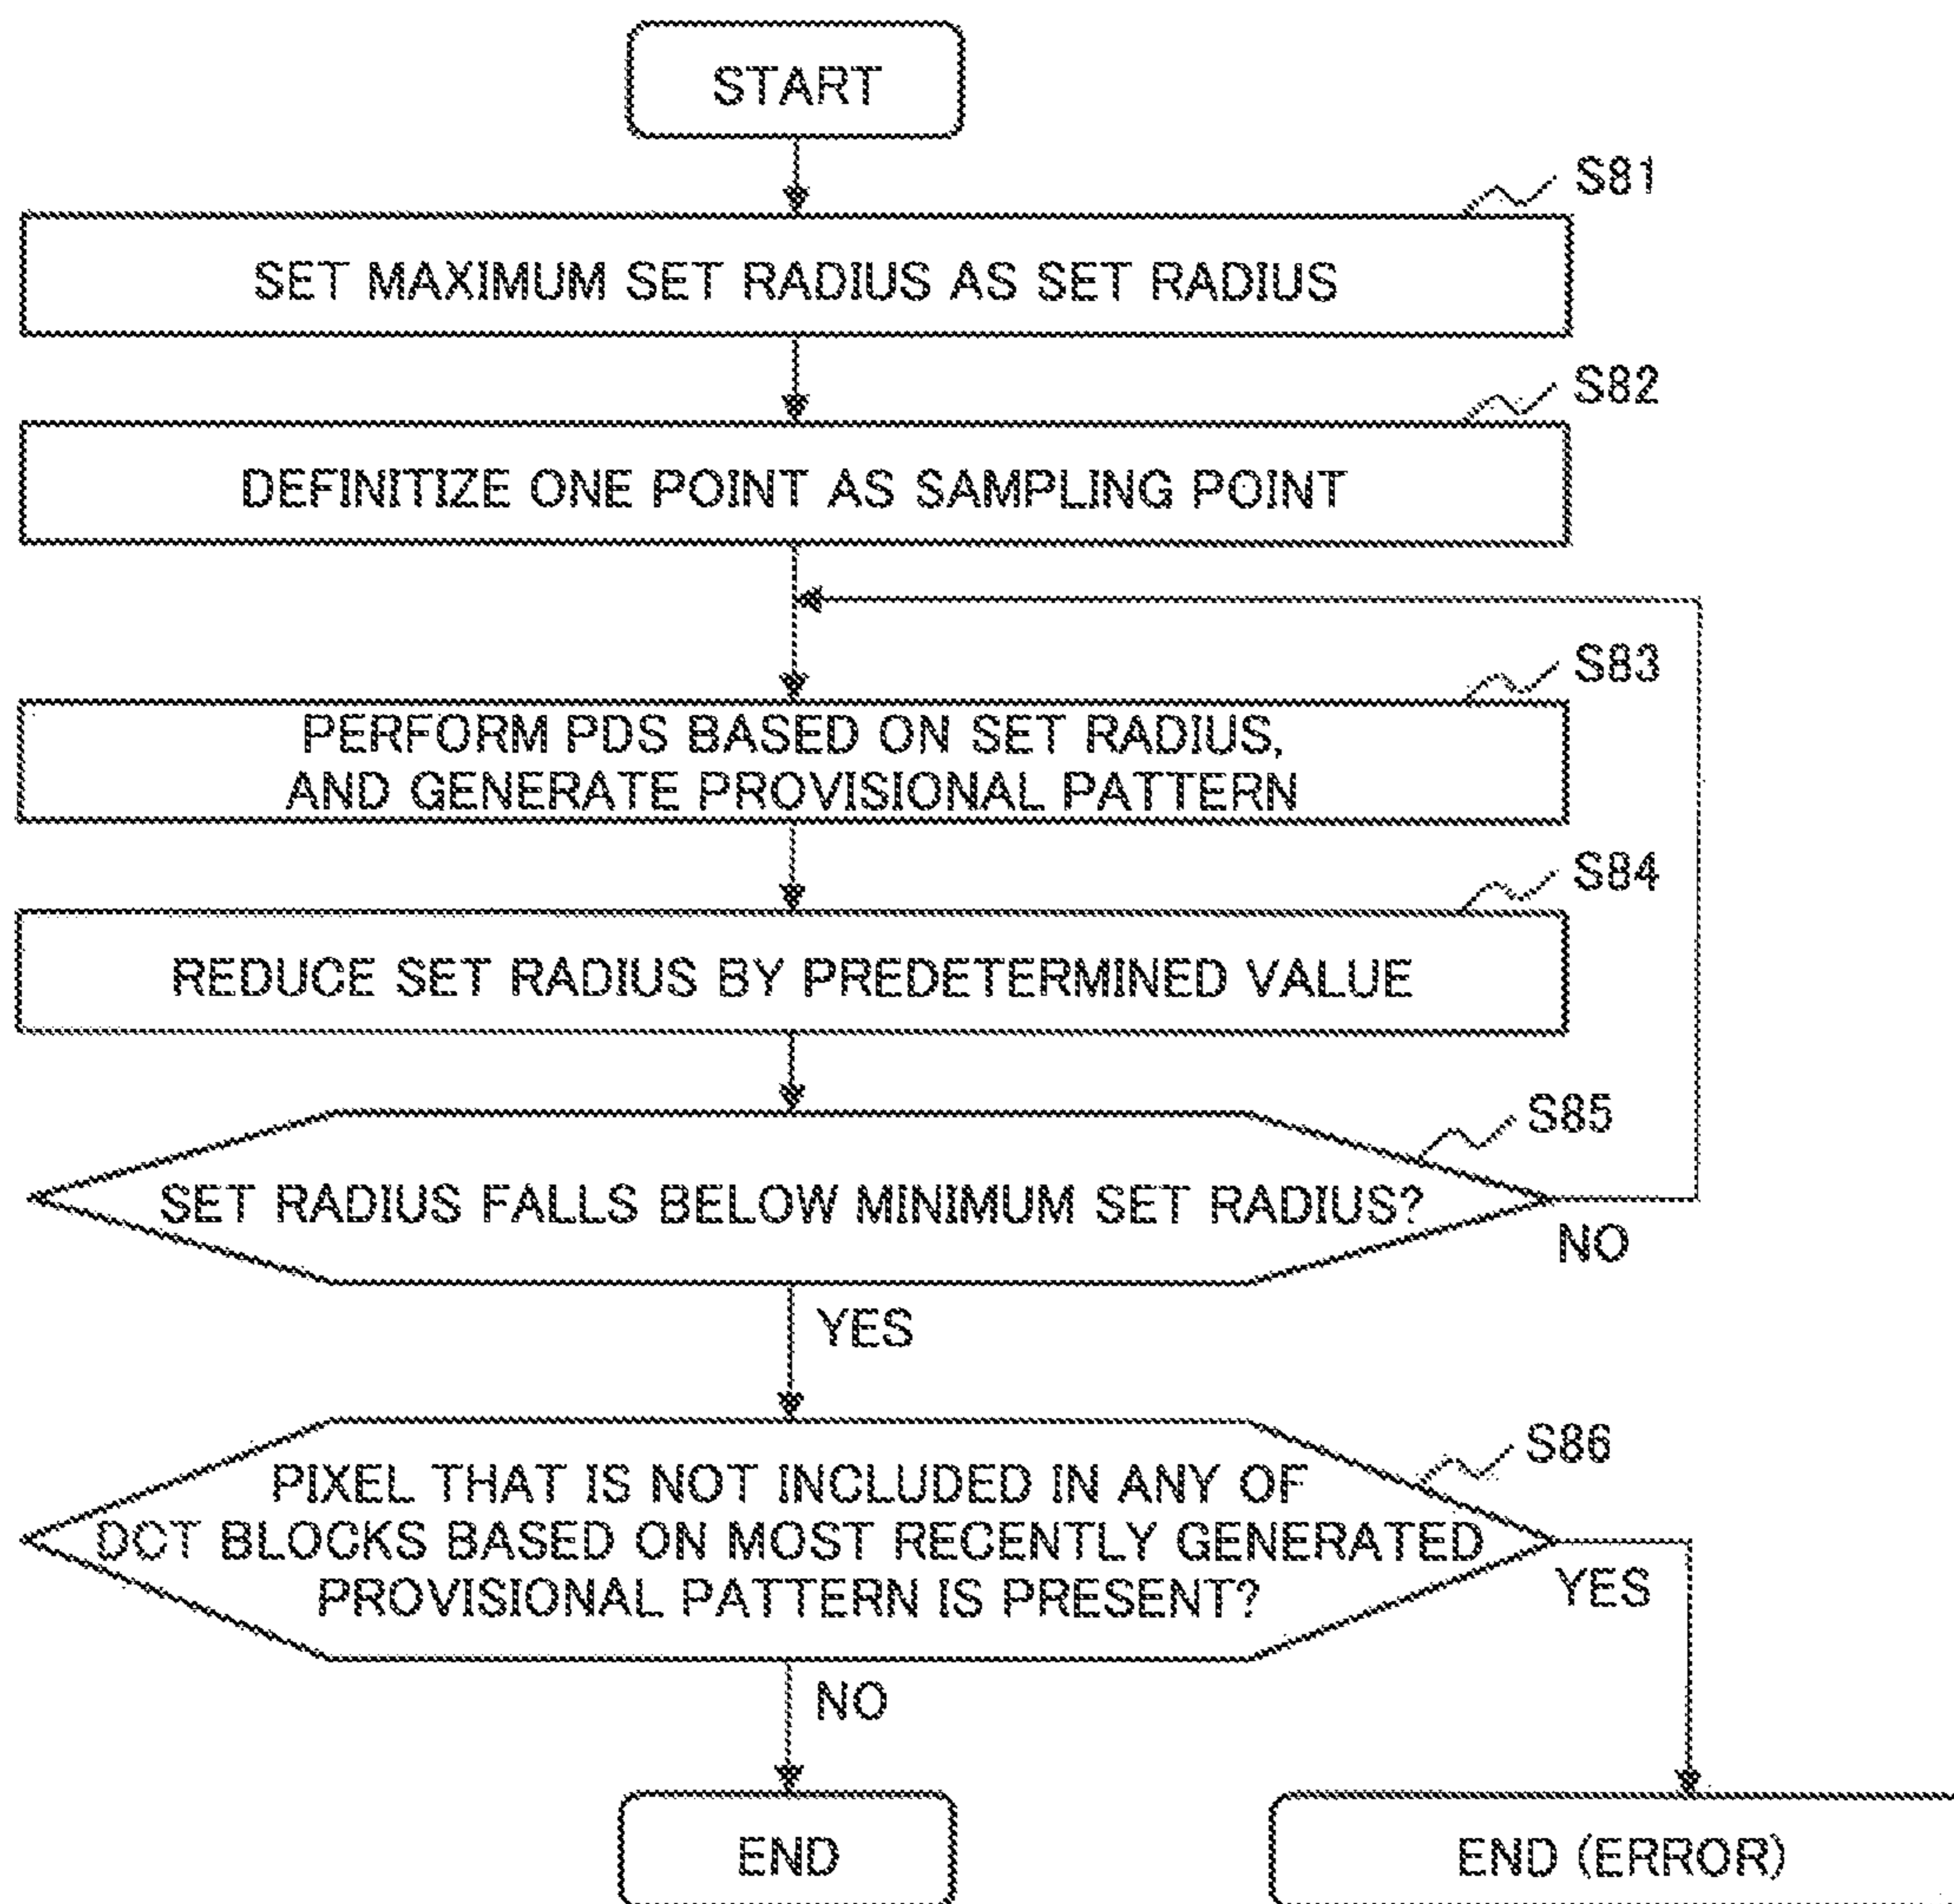 START
S81
SET MAXIMUM SET RADIUS AS SET RADIUS
S82
DEFINITIZE ONE POINT AS SAMPLING POINT
S83
PERFORM PDS BASED ON SET RADIUS,
AND GENERATE PROVISIONAL PATTERN
S84
REDUCE SET RADIUS BY PREDETERMINED VALUE
S85
SET RADIUS FALLS BELOW MINIMUM SET RADIUS?
NO
YES
S86
PIXEL THAT IS NOT INCLUDED IN ANY OF
DCT BLOCKS BASED ON MOST RECENTLY GENERATED
PROVISIONAL PATTERN IS PRESENT?
YES
NO
END
END (ERROR)